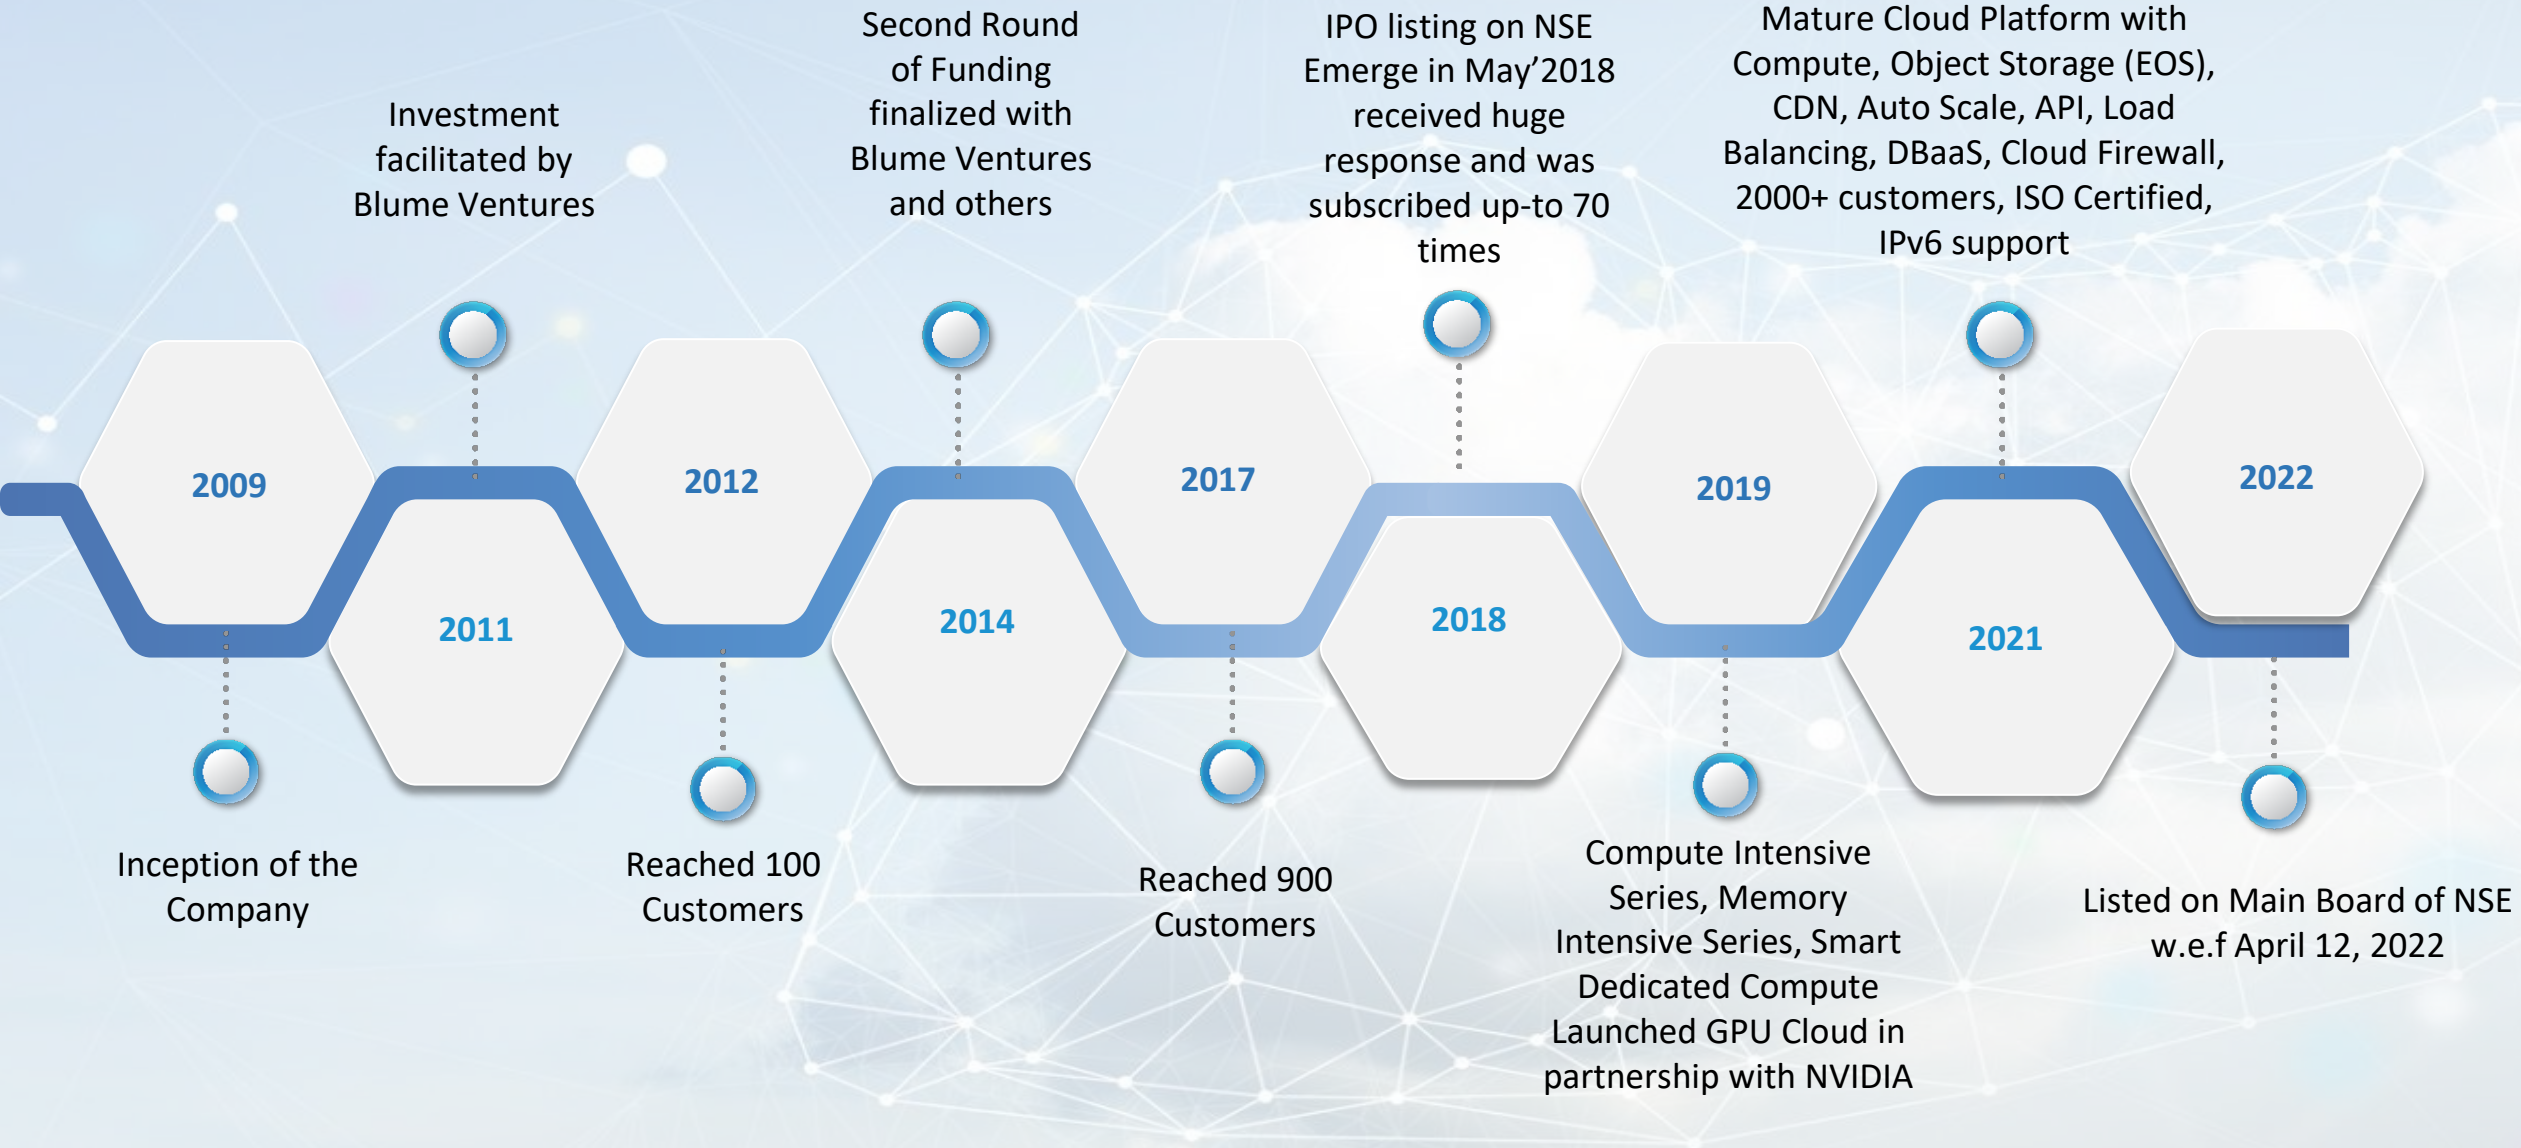 2009
Inception of the
Company
Investment
facilitated by
Blume Ventures
2011
2012
Reached 100
Customers
Second Round
of Funding
finalized with
Blume Ventures
and others
2014
2017
Reached 900
Customers
IPO listing on NSE
Emerge in May’2018
received huge
response and was
subscribed up-to 70
times
2018
2019
Compute Intensive
Series, Memory
Intensive Series, Smart
Dedicated Compute
Launched GPU Cloud in
partnership with NVIDIA
Mature Cloud Platform with
Compute, Object Storage (EOS),
CDN, Auto Scale, API, Load
Balancing, DBaaS, Cloud Firewall,
2000+ customers, ISO Certified,
IPv6 support
2021
2022
Listed on Main Board of NSE
w.e.f April 12, 2022